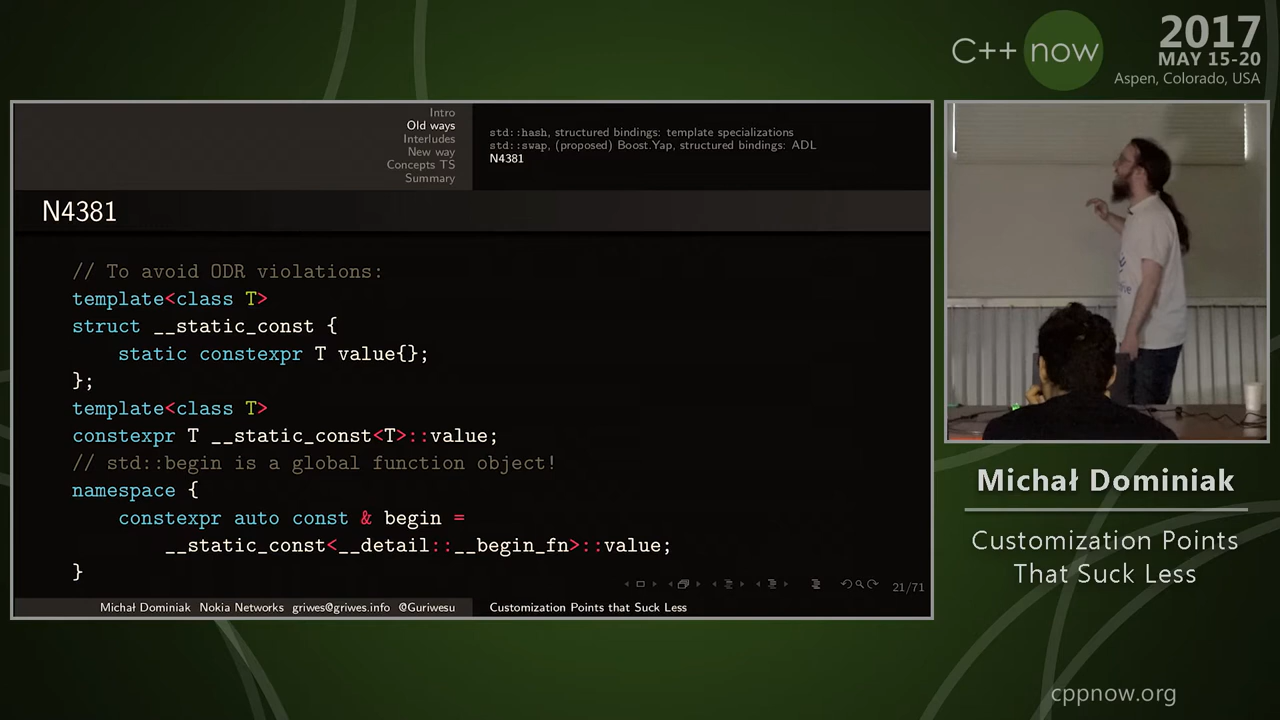 C++ now
2017
MAY 15-20
Aspen, Colorado, USA
Intro
Old ways
Interludes
New way
Concepts TS
Summary
std::hash, structured bindings: template specializations
std::swap, (proposed) Boost.Yap, structured bindings: ADL
N4381
N4381
// To avoid ODR violations:
template<class T>
struct __static_const {
    static constexpr T value{};
};
template<class T>
constexpr T __static_const<T>::value;
// std::begin is a global function object!
namespace {
    constexpr auto const & begin =
        __static_const<__detail::__begin_fn>::value;
}
21/71
Michał Dominiak Nokia Networks griwes@griwes.info @Guriwesu
Customization Points that Suck Less
Michał Dominiak
Customization Points
That Suck Less
cppnow.org